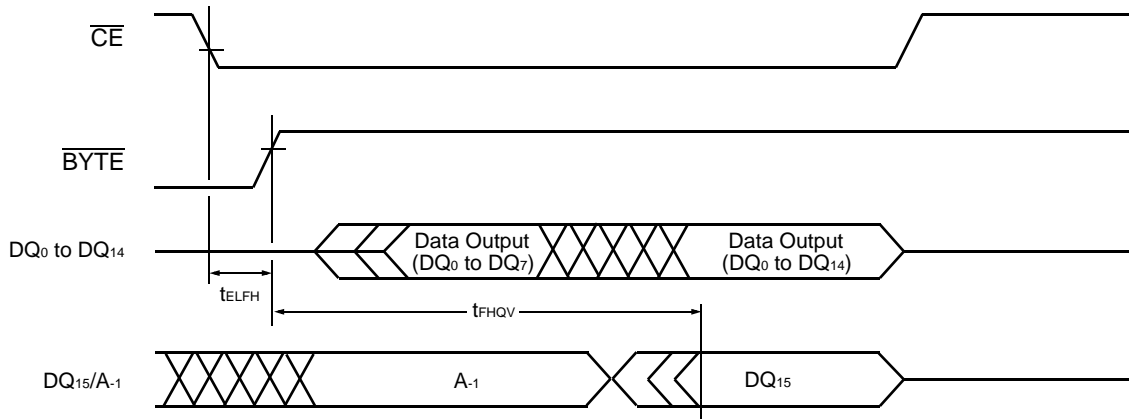 CE
BYTE
DQ0 to DQ14
Data Output
(DQ0 to DQ7)
Data Output
(DQ0 to DQ14)
tELFH
tFHQV
DQ15/A-1
A-1
DQ15